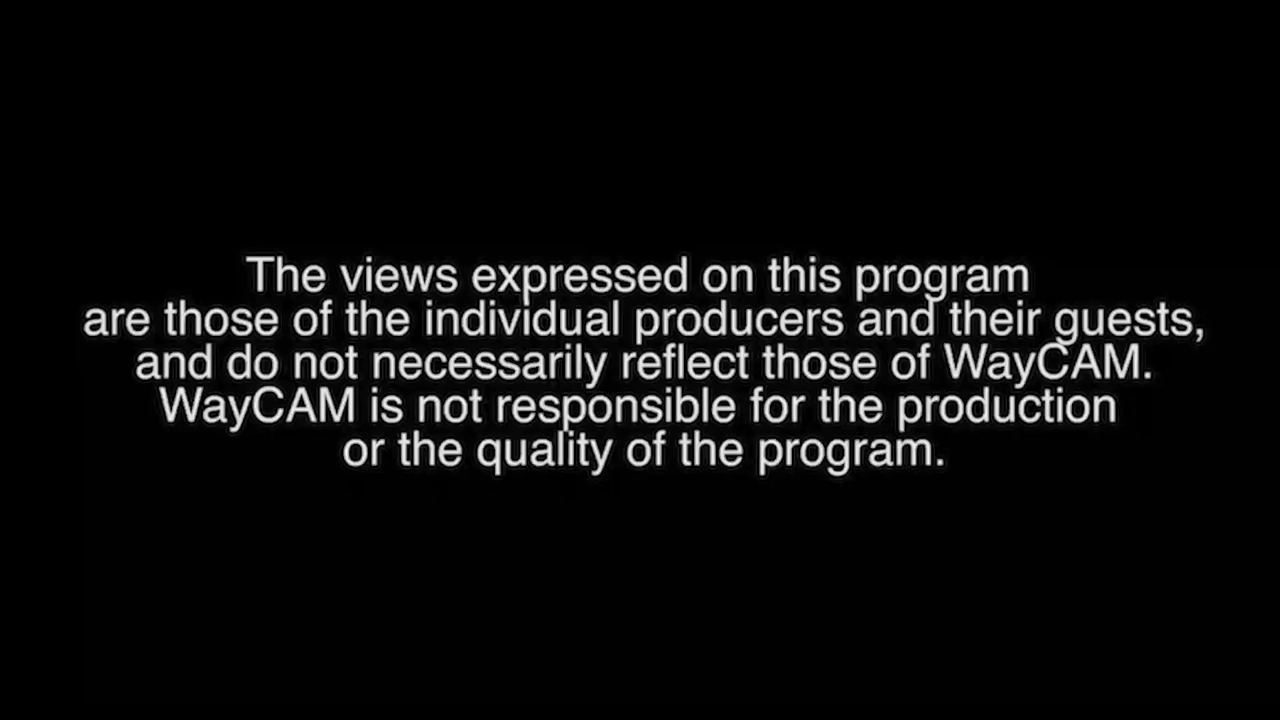 The views expressed on this program
are those of the individual producers and their guests,
and do not necessarily reflect those of WayCAM.
WayCAM is not responsible for the production
or the quality of the program.